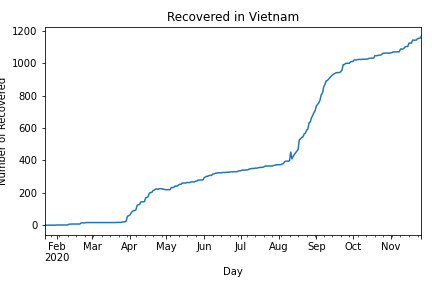 Recovered in Vietnam
Number of Recovered
1200
1000
800
600
400
200
0
Feb Mar Apr May Jun Jul Aug Sep Oct Nov
2020
Day